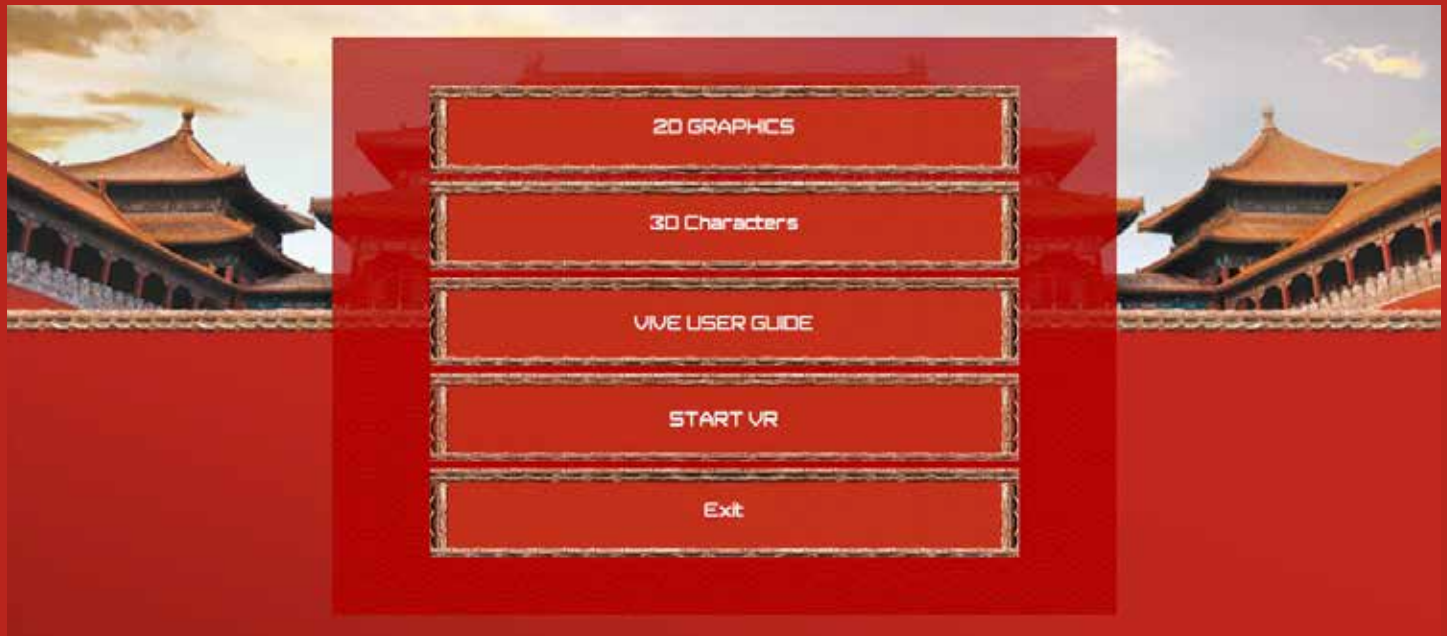 2D GRAPHICS
3D Characters
VIVE USER GUIDE
START VR
Exit